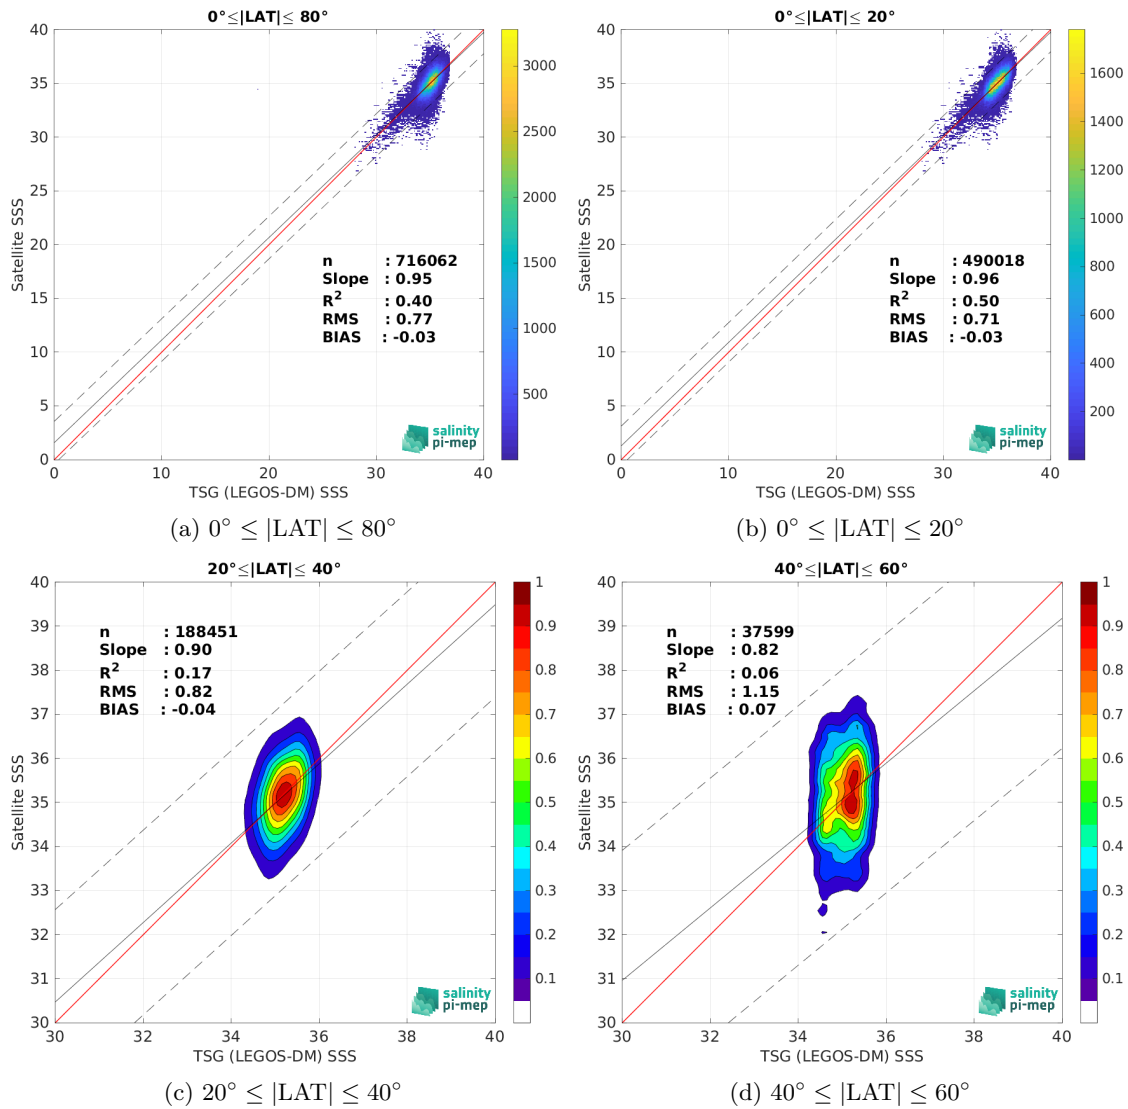 0°≤|LAT|≤ 80°
40
35
30
25
20
15
10
5
0
0
10
20
30
40
Satellite SSS
TSG (LEGOS-DM) SSS
n : 716062
Slope : 0.95
R² : 0.40
RMS : 0.77
BIAS : -0.03
salinity
pi-mep
3000
2500
2000
1500
1000
500
(a) 0° ≤ |LAT| ≤ 80°
0°≤|LAT|≤ 20°
40
35
30
25
20
15
10
5
0
0
10
20
30
40
Satellite SSS
TSG (LEGOS-DM) SSS
n : 490018
Slope : 0.96
R² : 0.50
RMS : 0.71
BIAS : -0.03
salinity
pi-mep
1600
1400
1200
1000
800
600
400
200
(b) 0° ≤ |LAT| ≤ 20°
20°≤|LAT|≤ 40°
40
39
38
37
36
35
34
33
32
31
30
30
32
34
36
38
40
Satellite SSS
TSG (LEGOS-DM) SSS
n : 188451
Slope : 0.90
R² : 0.17
RMS : 0.82
BIAS : -0.04
salinity
pi-mep
1
0.9
0.8
0.7
0.6
0.5
0.4
0.3
0.2
0.1
(c) 20° ≤ |LAT| ≤ 40°
40°≤|LAT|≤ 60°
40
39
38
37
36
35
34
33
32
31
30
30
32
34
36
38
40
Satellite SSS
TSG (LEGOS-DM) SSS
n : 37599
Slope : 0.82
R² : 0.06
RMS : 1.15
BIAS : 0.07
salinity
pi-mep
1
0.9
0.8
0.7
0.6
0.5
0.4
0.3
0.2
0.1
(d) 40° ≤ |LAT| ≤ 60°